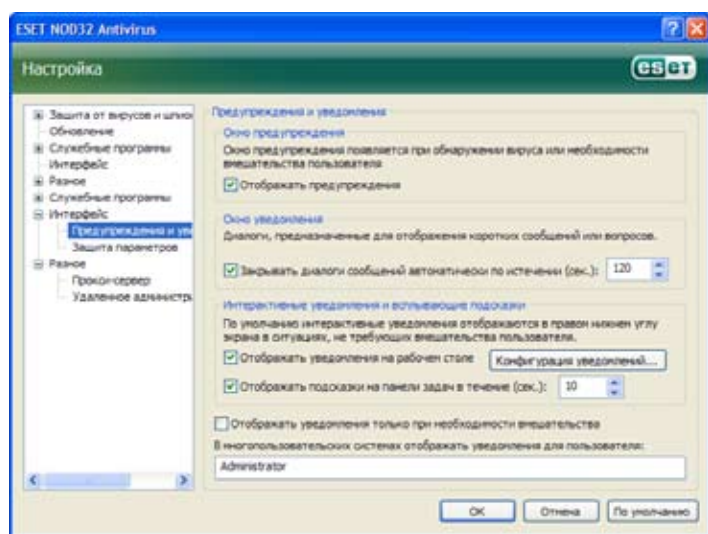 ESET NOD32 Antivirus
Настройка
eset
Защита от вирусов и шпион
Обновление
Служебные программы
Интерфейс
Разное
Служебные программы
Интерфейс
Предупреждения и уве
Защита параметров
Разное
Прокси-сервер
Удаленное администр
Предупреждения и уведомления
Окно предупреждения
Окно предупреждения появляется при обнаружении вируса или необходимости
вмешательства пользователя
Отображать предупреждения
Окно уведомления
Диалоги, предназначенные для отображения коротких сообщений или вопросов.
Закрывать диалоги сообщений автоматически по истечении (сек.): 120
Интерактивные уведомления и всплывающие подсказки
По умолчанию интерактивные уведомления отображаются в правом нижнем углу
экрана в ситуациях, не требующих вмешательства пользователя.
Отображать уведомления на рабочем столе Конфигурация уведомлений...
Отображать подсказки на панели задач в течение (сек.): 10
Отображать уведомления только при необходимости вмешательства
В многопользовательских системах отображать уведомления для пользователя:
Administrator
OK Отмена По умолчанию